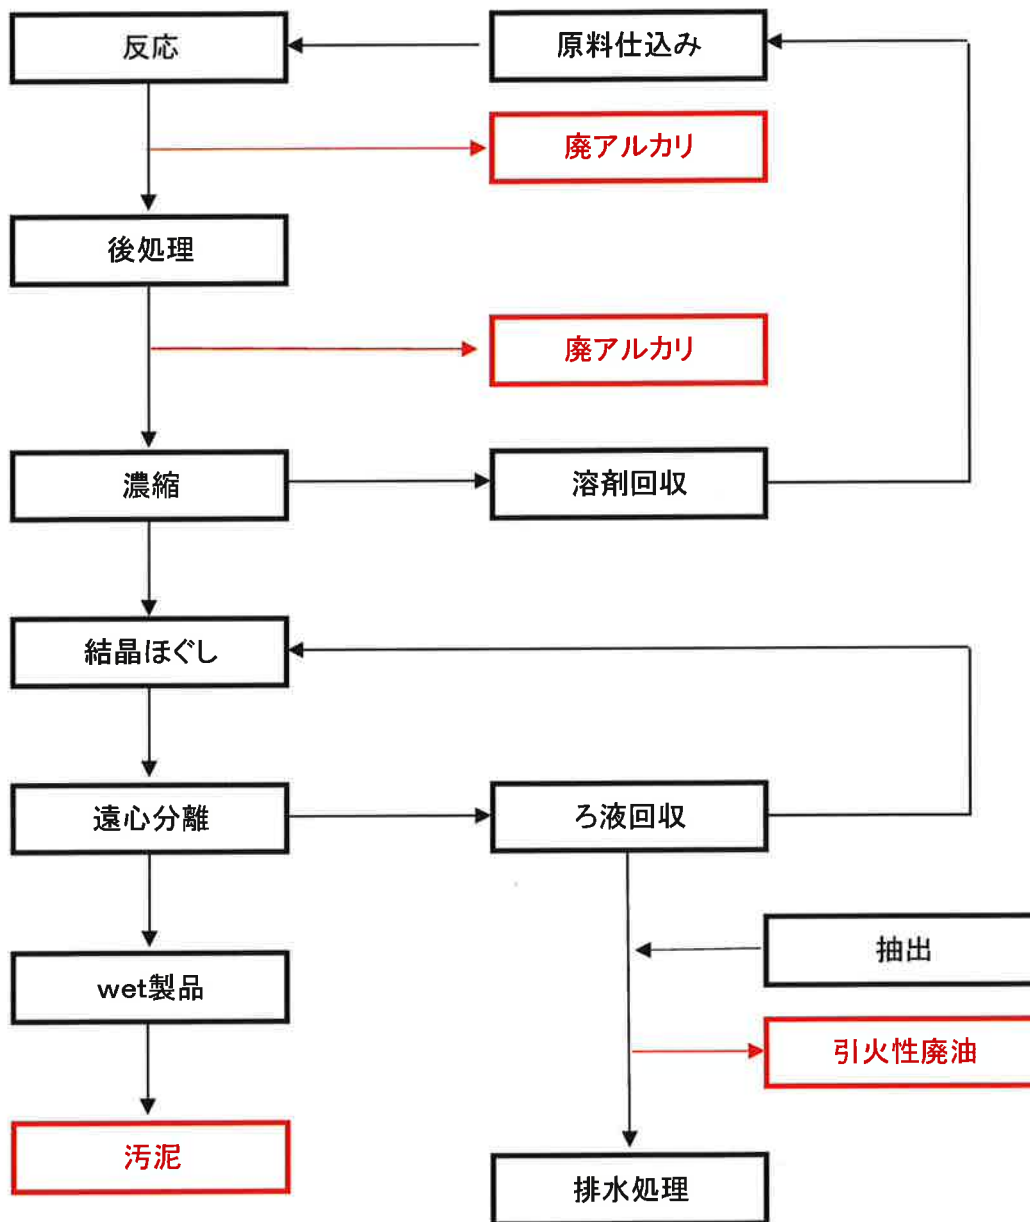 反応
原料仕込み
廃アルカリ
後処理
廃アルカリ
濃縮
溶剤回収
結晶ほぐし
遠心分離
ろ液回収
抽出
wet製品
引火性廃油
汚泥
排水処理